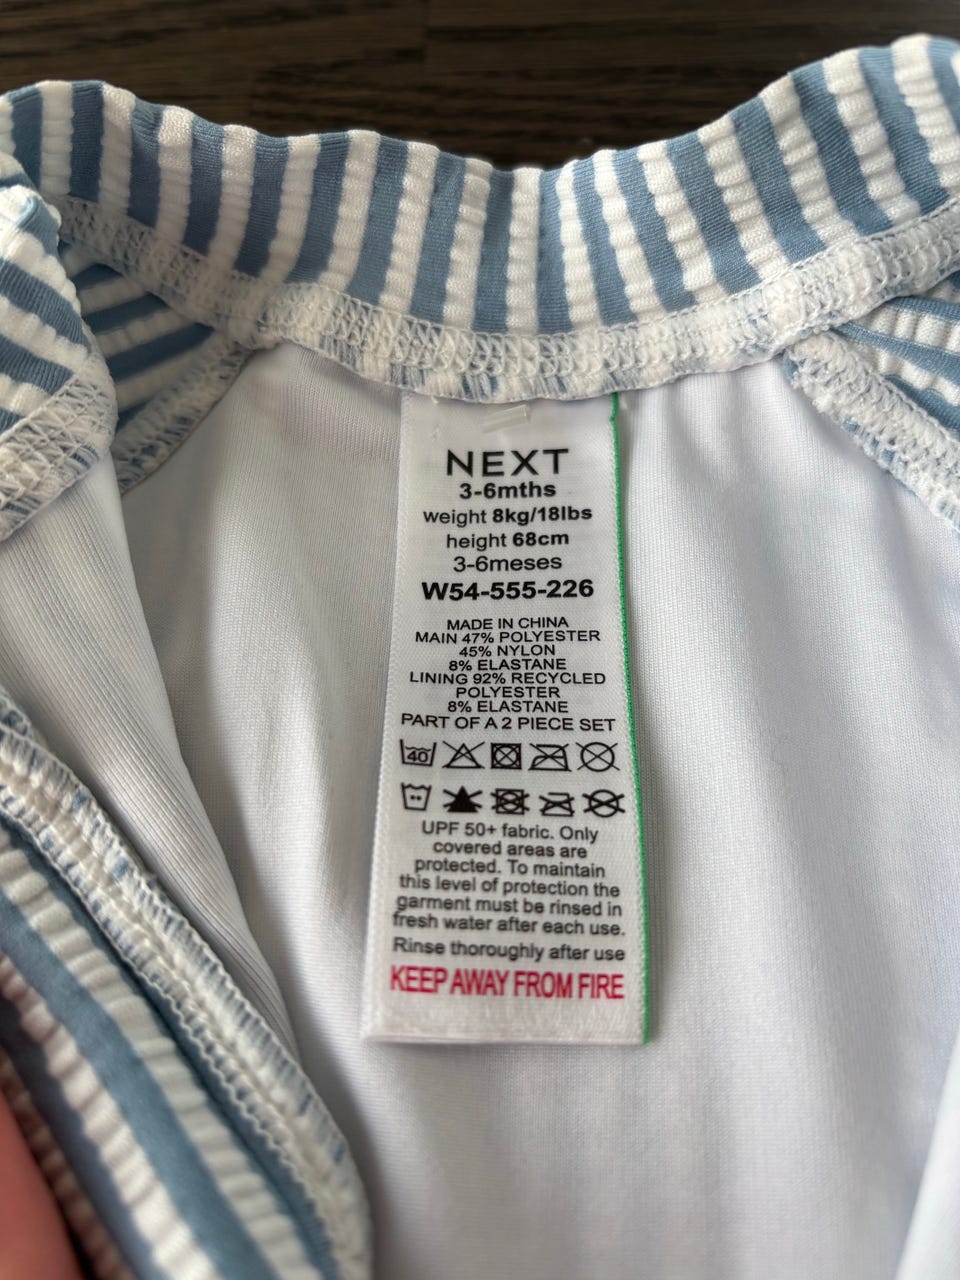 NEXT
3-6mths
weight 8kg/18lbs
height 68cm
3-6meses
W54-555-226
MADE IN CHINA
MAIN 47% POLYESTER
45% NYLON
8% ELASTANE
LINING 92% RECYCLED
POLYESTER
8% ELASTANE
PART OF A 2 PIECE SET
40
UPF 50+ fabric. Only
covered areas are
protected. To maintain
this level of protection the
garment must be rinsed in
fresh water after each use.
Rinse thoroughly after use
KEEP AWAY FROM FIRE